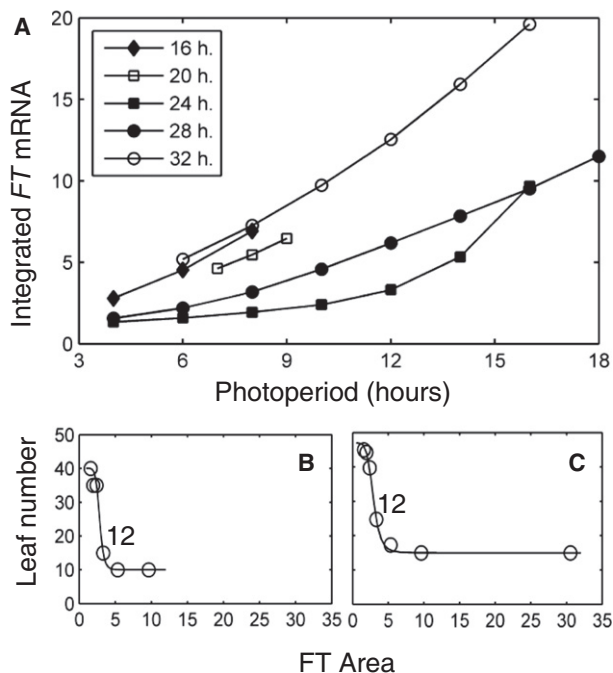 A
20
15
10
5
0
Integrated FT mRNA
16 h.
20 h.
24 h.
28 h.
32 h.
3 6 9 12 15 18
Photoperiod (hours)
B
50
40
30
20
10
0
Leaf number
12
0 5 10 15 20 25 30 35
C
12
0 5 10 15 20 25 30 35
FT Area